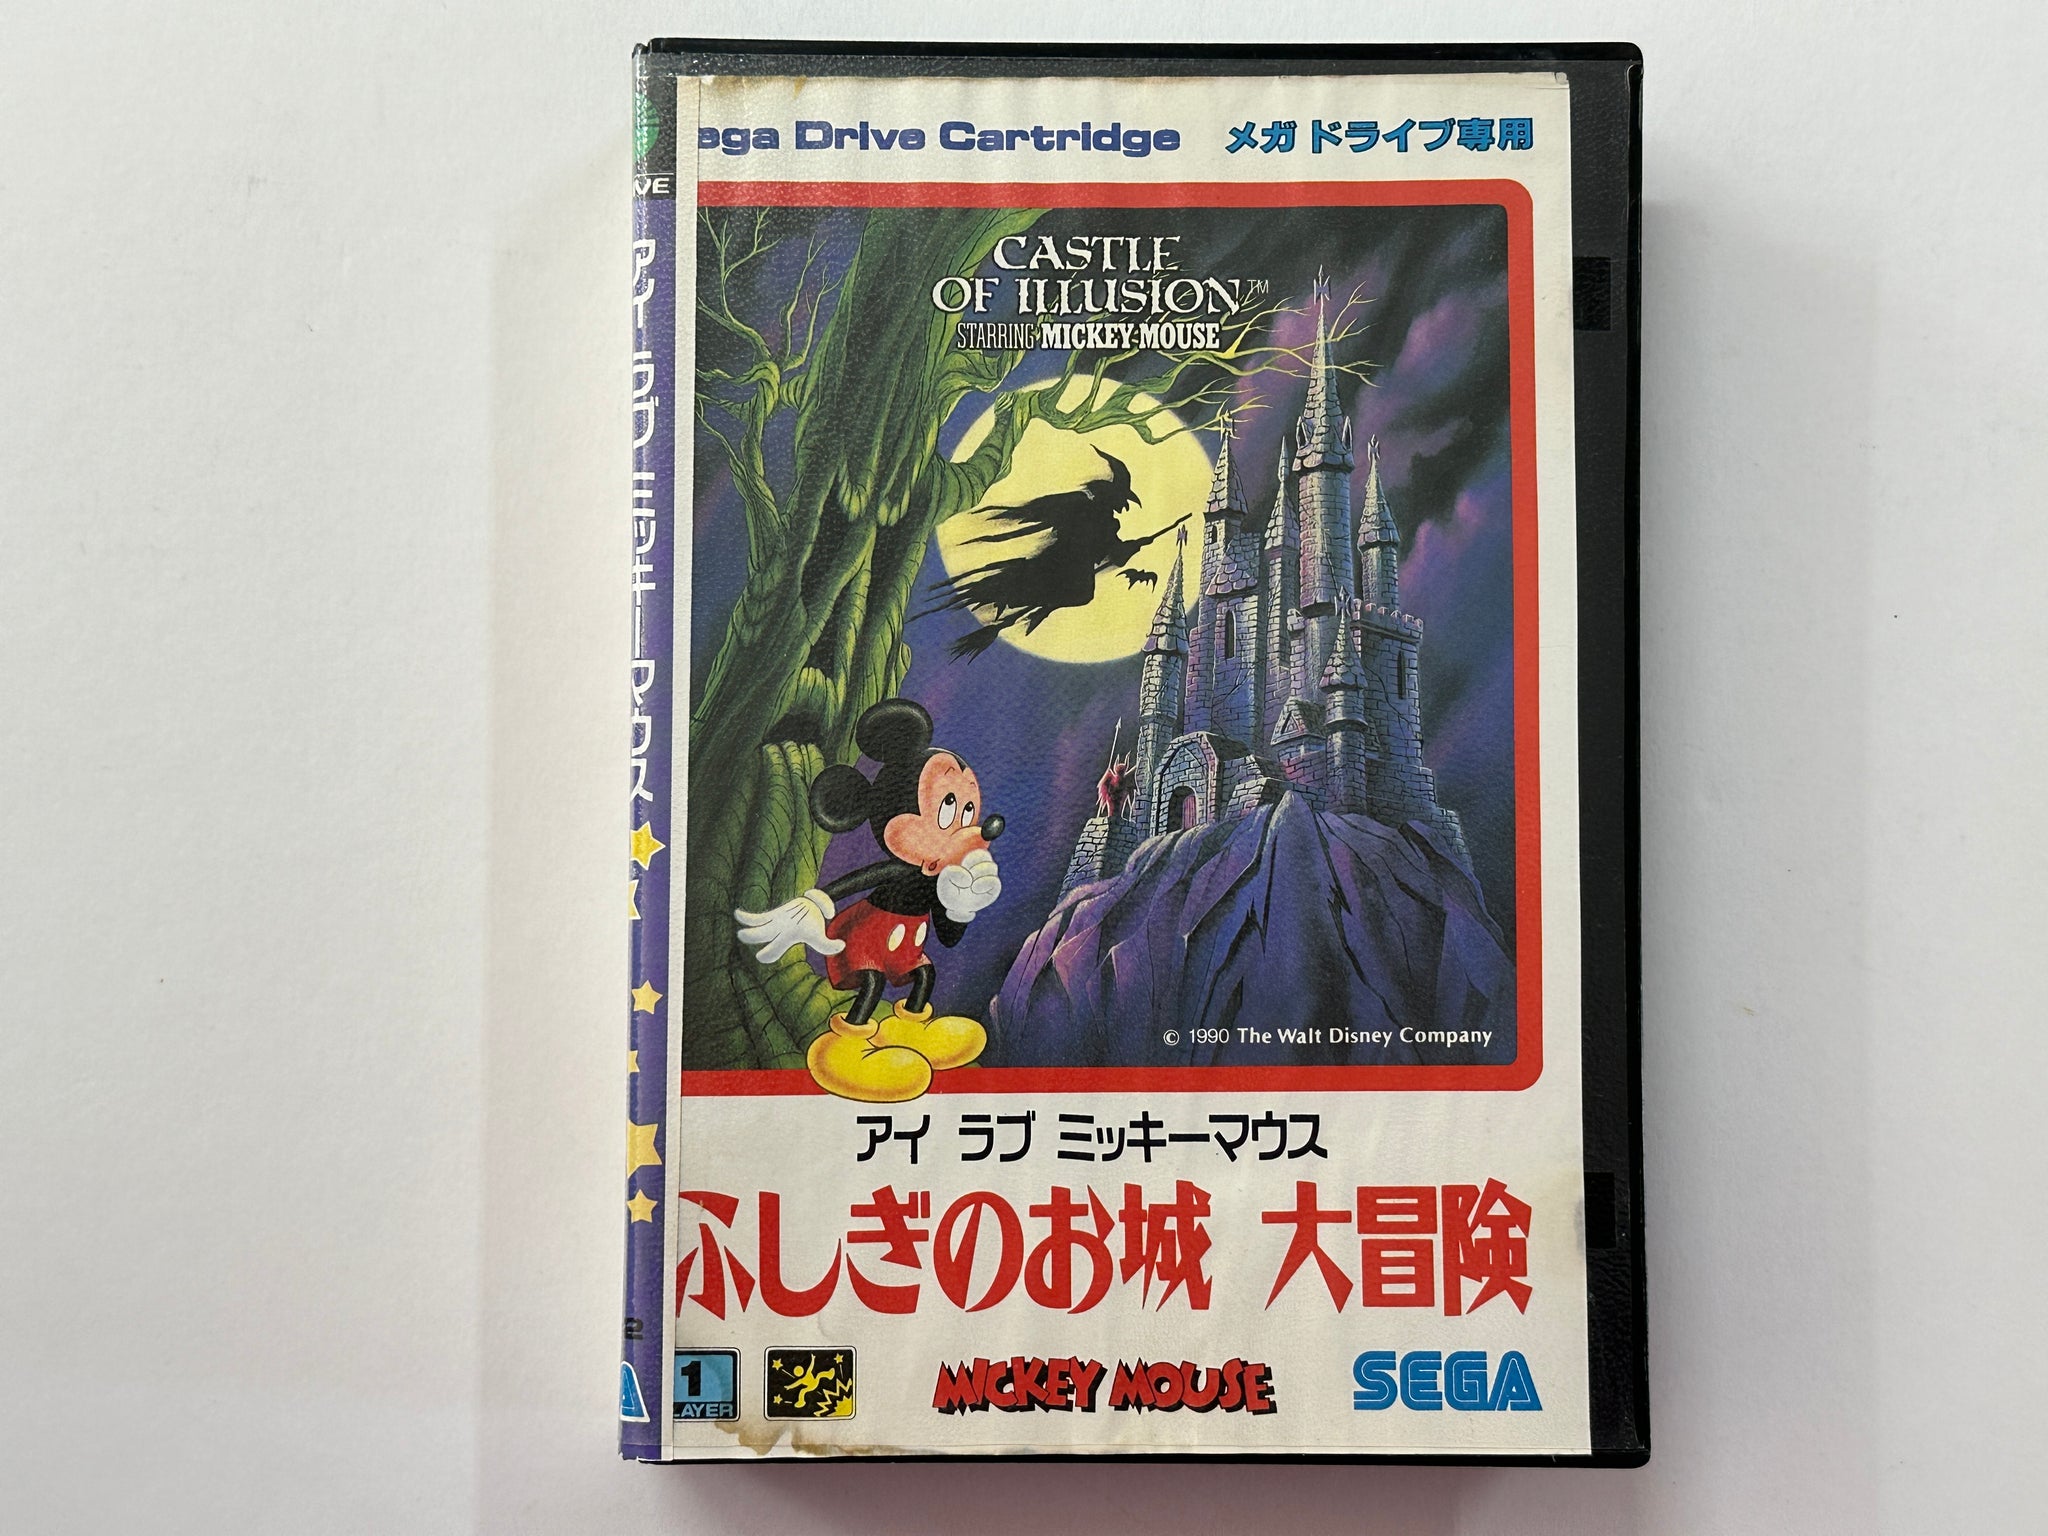 ega Drive Cartridge メガドライブ専用
CASTLE
OF ILLUSION™
STARRING MICKEY MOUSE
© 1990 The Walt Disney Company
アイ ラブ ミッキーマウス
ふしぎのお城 大冒険
1
LAYER
MICKEY MOUSE
SEGA
VE
アイ ラブ ミッキーマウス
2
A